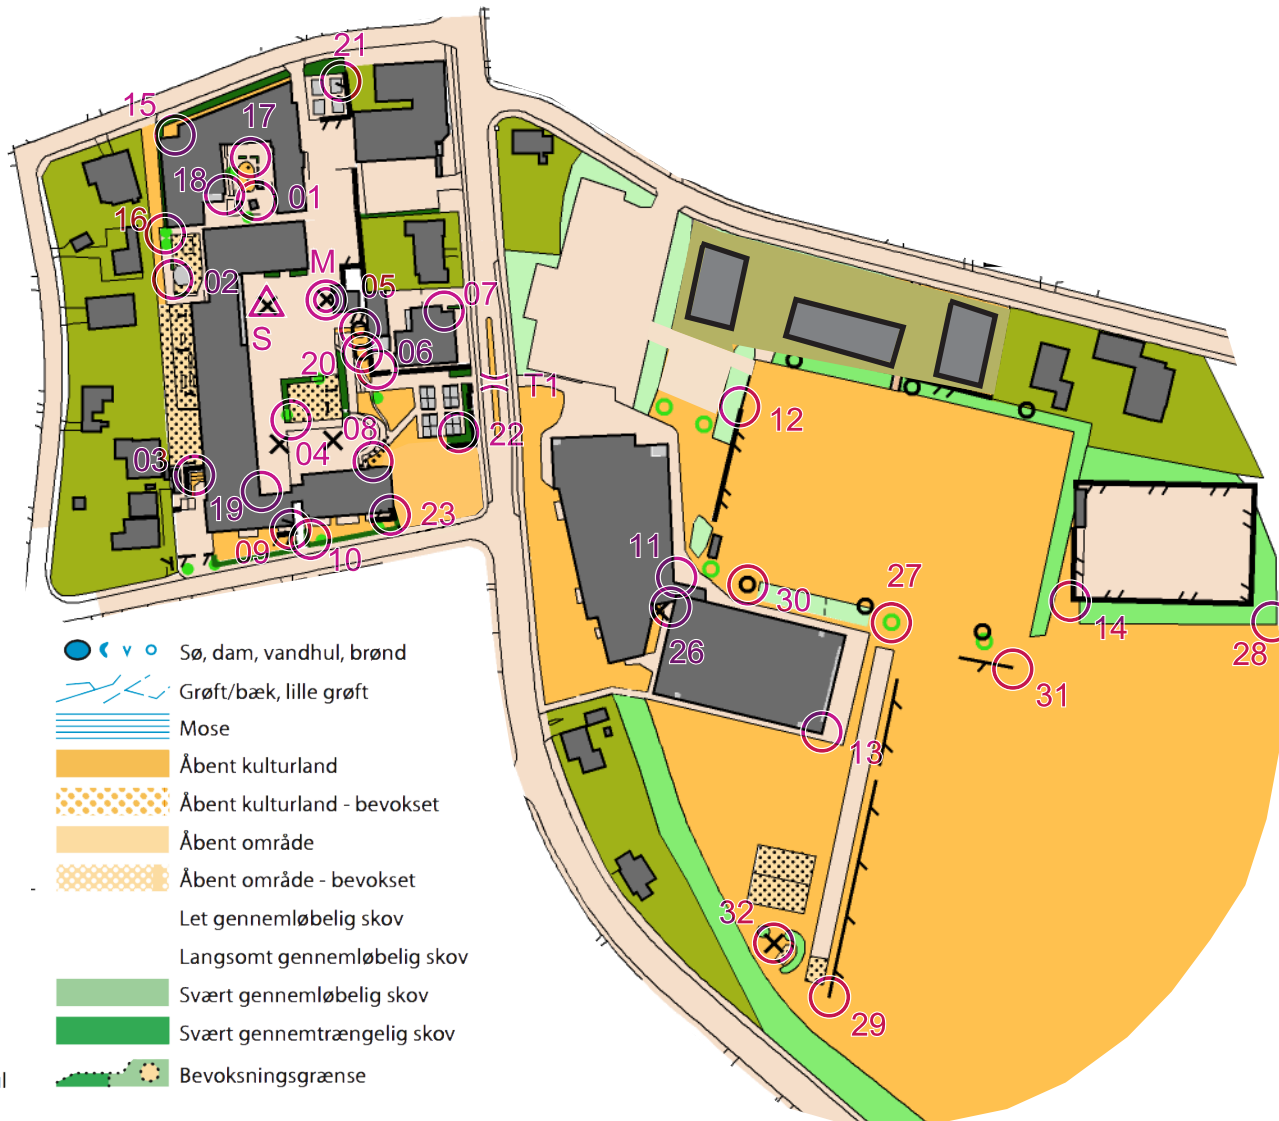 21
15
17
18
01
16
02
M
05
07
S
20
06
T1
12
04
08
22
03
19
23
09
10
11
27
30
14
28
26
31
13
32
29
Sø, dam, vandhul, brønd
Grøft/bæk, lille grøft
Mose
Åbent kulturland
Åbent kulturland - bevokset
Åbent område
Åbent område - bevokset
Let gennemløbelig skov
Langsomt gennemløbelig skov
Svært gennemløbelig skov
Svært gennemtrængelig skov
Bevoksningsgrænse